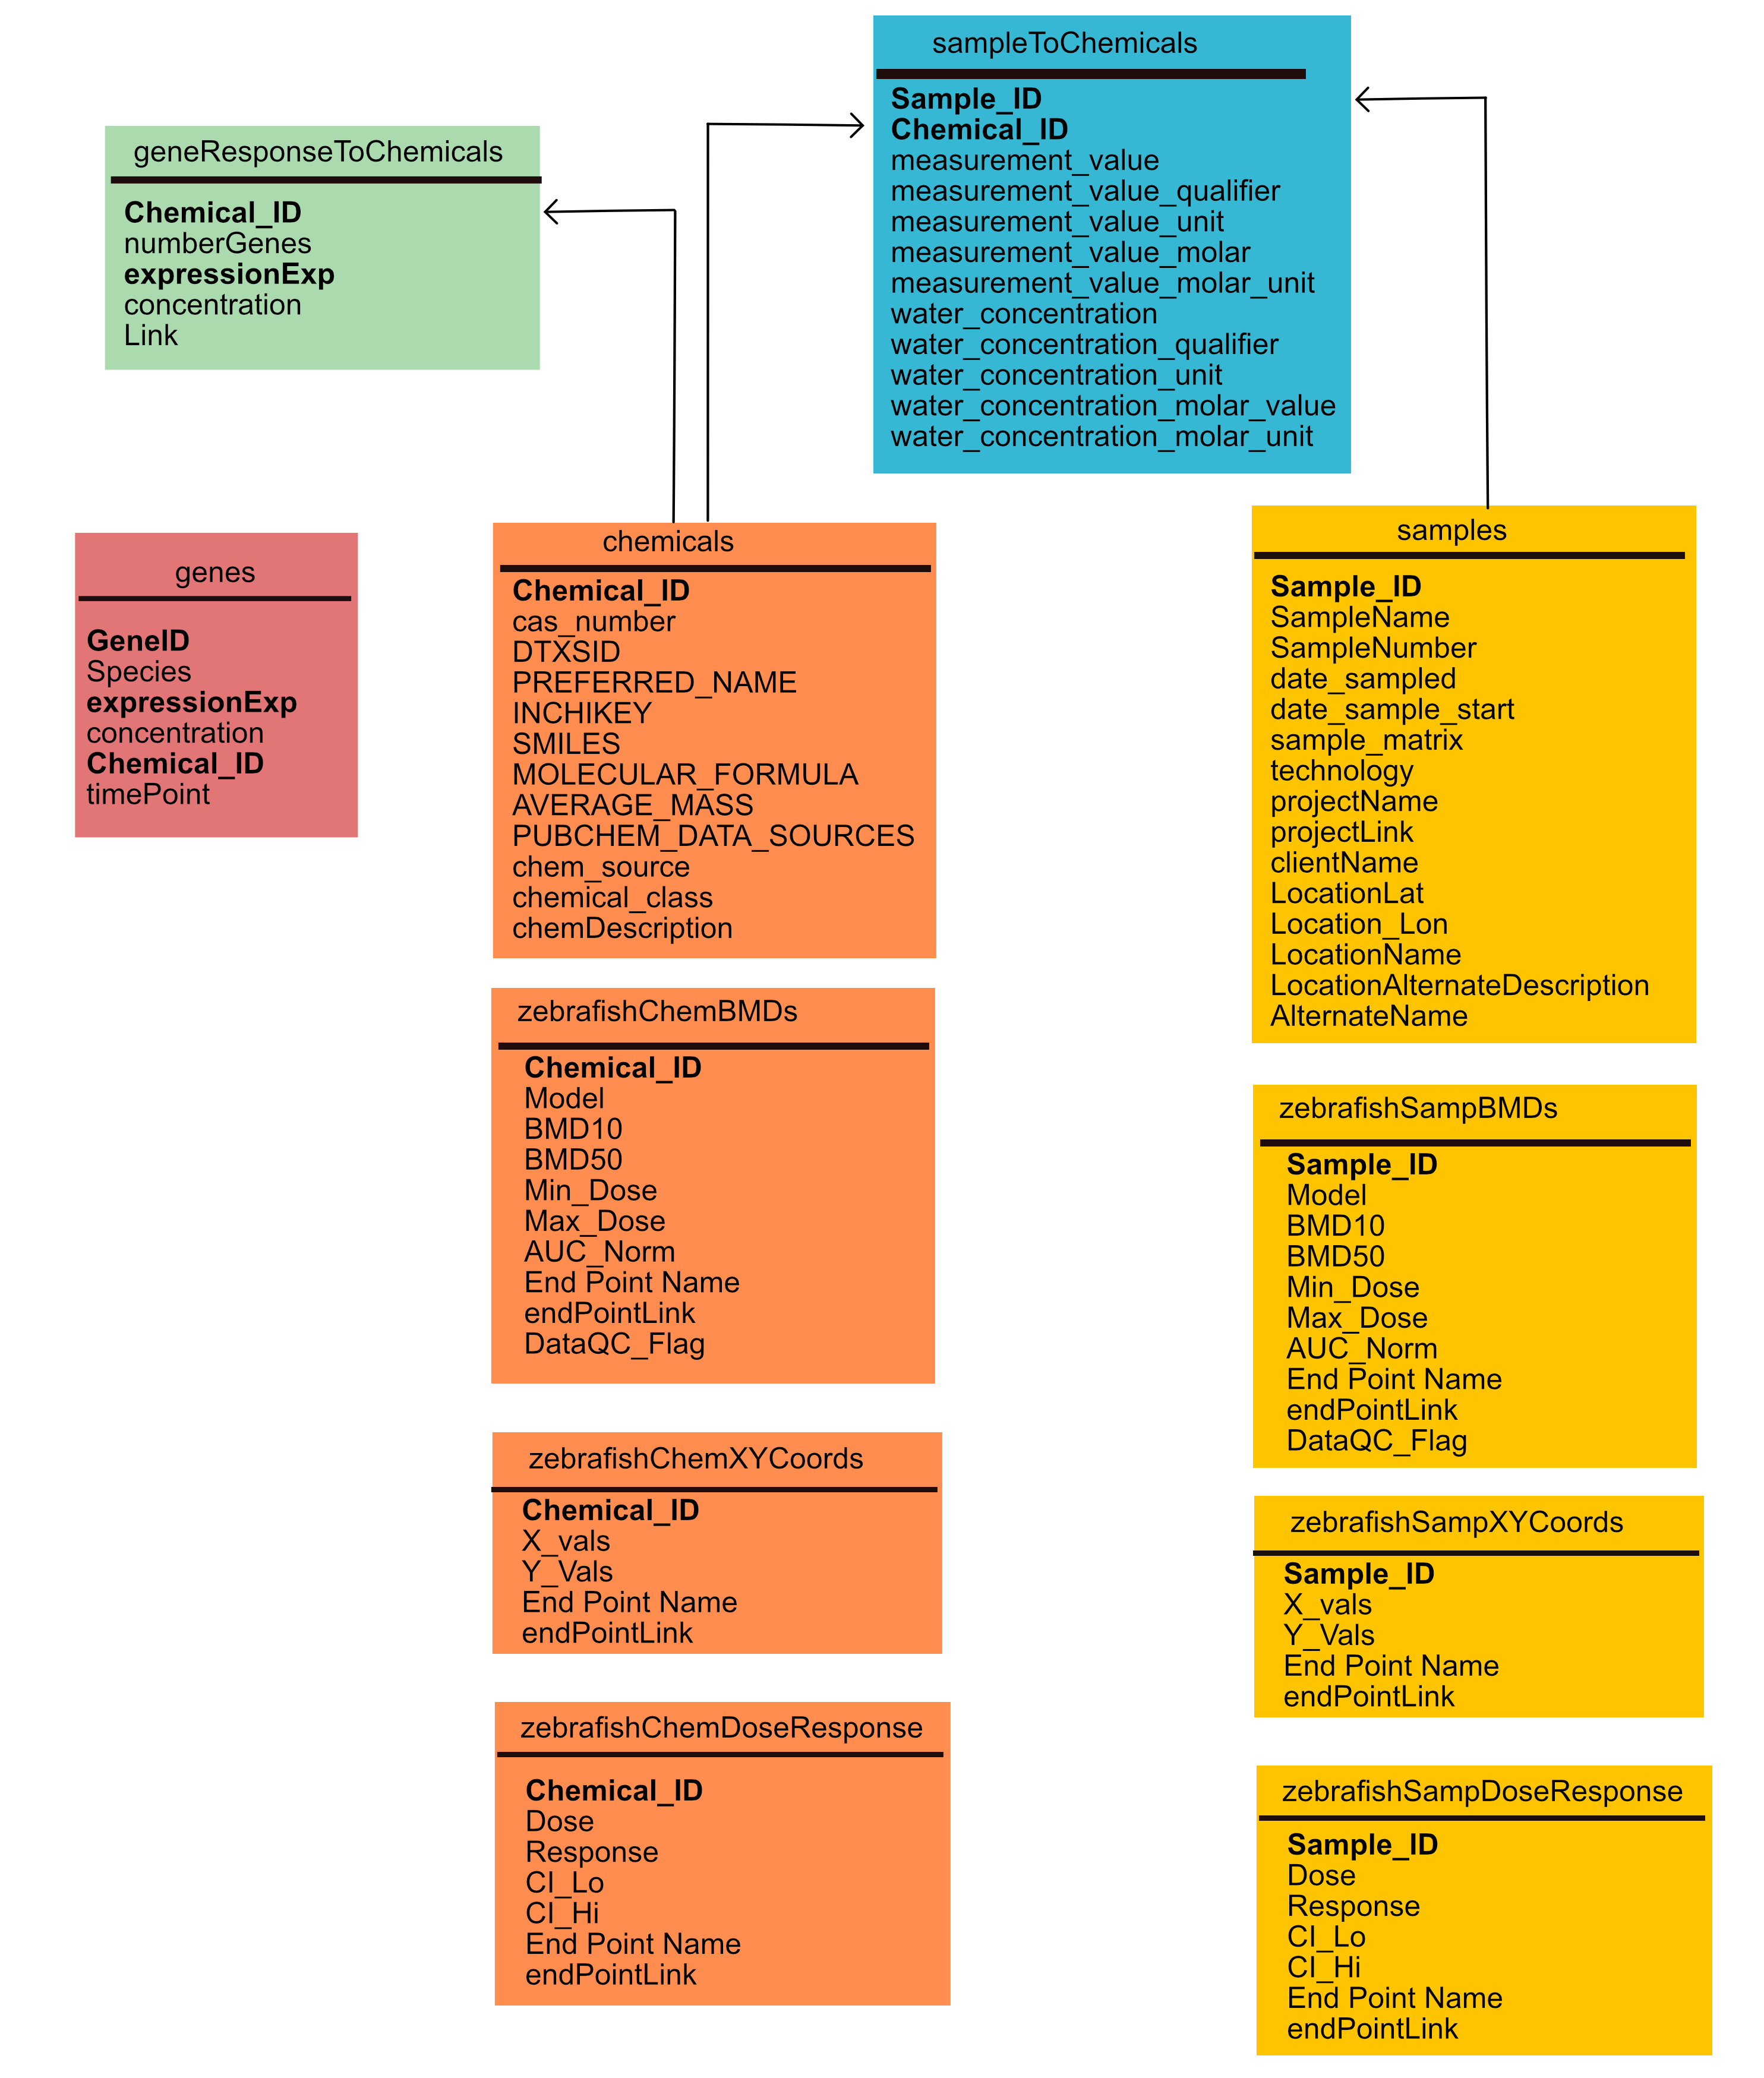 sampleToChemicals
Sample_ID
Chemical_ID
measurement_value
measurement_value_qualifier
measurement_value_unit
measurement_value_molar
measurement_value_molar_unit
water_concentration
water_concentration_qualifier
water_concentration_unit
water_concentration_molar_value
water_concentration_molar_unit
geneResponseToChemicals
Chemical_ID
numberGenes
expressionExp
concentration
Link
genes
GeneID
Species
expressionExp
concentration
Chemical_ID
timePoint
chemicals
Chemical_ID
cas_number
DTXSID
PREFERRED_NAME
INCHIKEY
SMILES
MOLECULAR_FORMULA
AVERAGE_MASS
PUBCHEM_DATA_SOURCES
chem_source
chemical_class
chemDescription
samples
Sample_ID
SampleName
SampleNumber
date_sampled
date_sample_start
sample_matrix
technology
projectName
projectLink
clientName
LocationLat
Location_Lon
LocationName
LocationAlternateDescription
AlternateName
zebrafishChemBMDs
Chemical_ID
Model
BMD10
BMD50
Min_Dose
Max_Dose
AUC_Norm
End Point Name
endPointLink
DataQC_Flag
zebrafishSampBMDs
Sample_ID
Model
BMD10
BMD50
Min_Dose
Max_Dose
AUC_Norm
End Point Name
endPointLink
DataQC_Flag
zebrafishChemXYCoords
Chemical_ID
X_vals
Y_Vals
End Point Name
endPointLink
zebrafishSampXYCoords
Sample_ID
X_vals
Y_Vals
End Point Name
endPointLink
zebrafishChemDoseResponse
Chemical_ID
Dose
Response
CI_Lo
CI_Hi
End Point Name
endPointLink
zebrafishSampDoseResponse
Sample_ID
Dose
Response
CI_Lo
CI_Hi
End Point Name
endPointLink